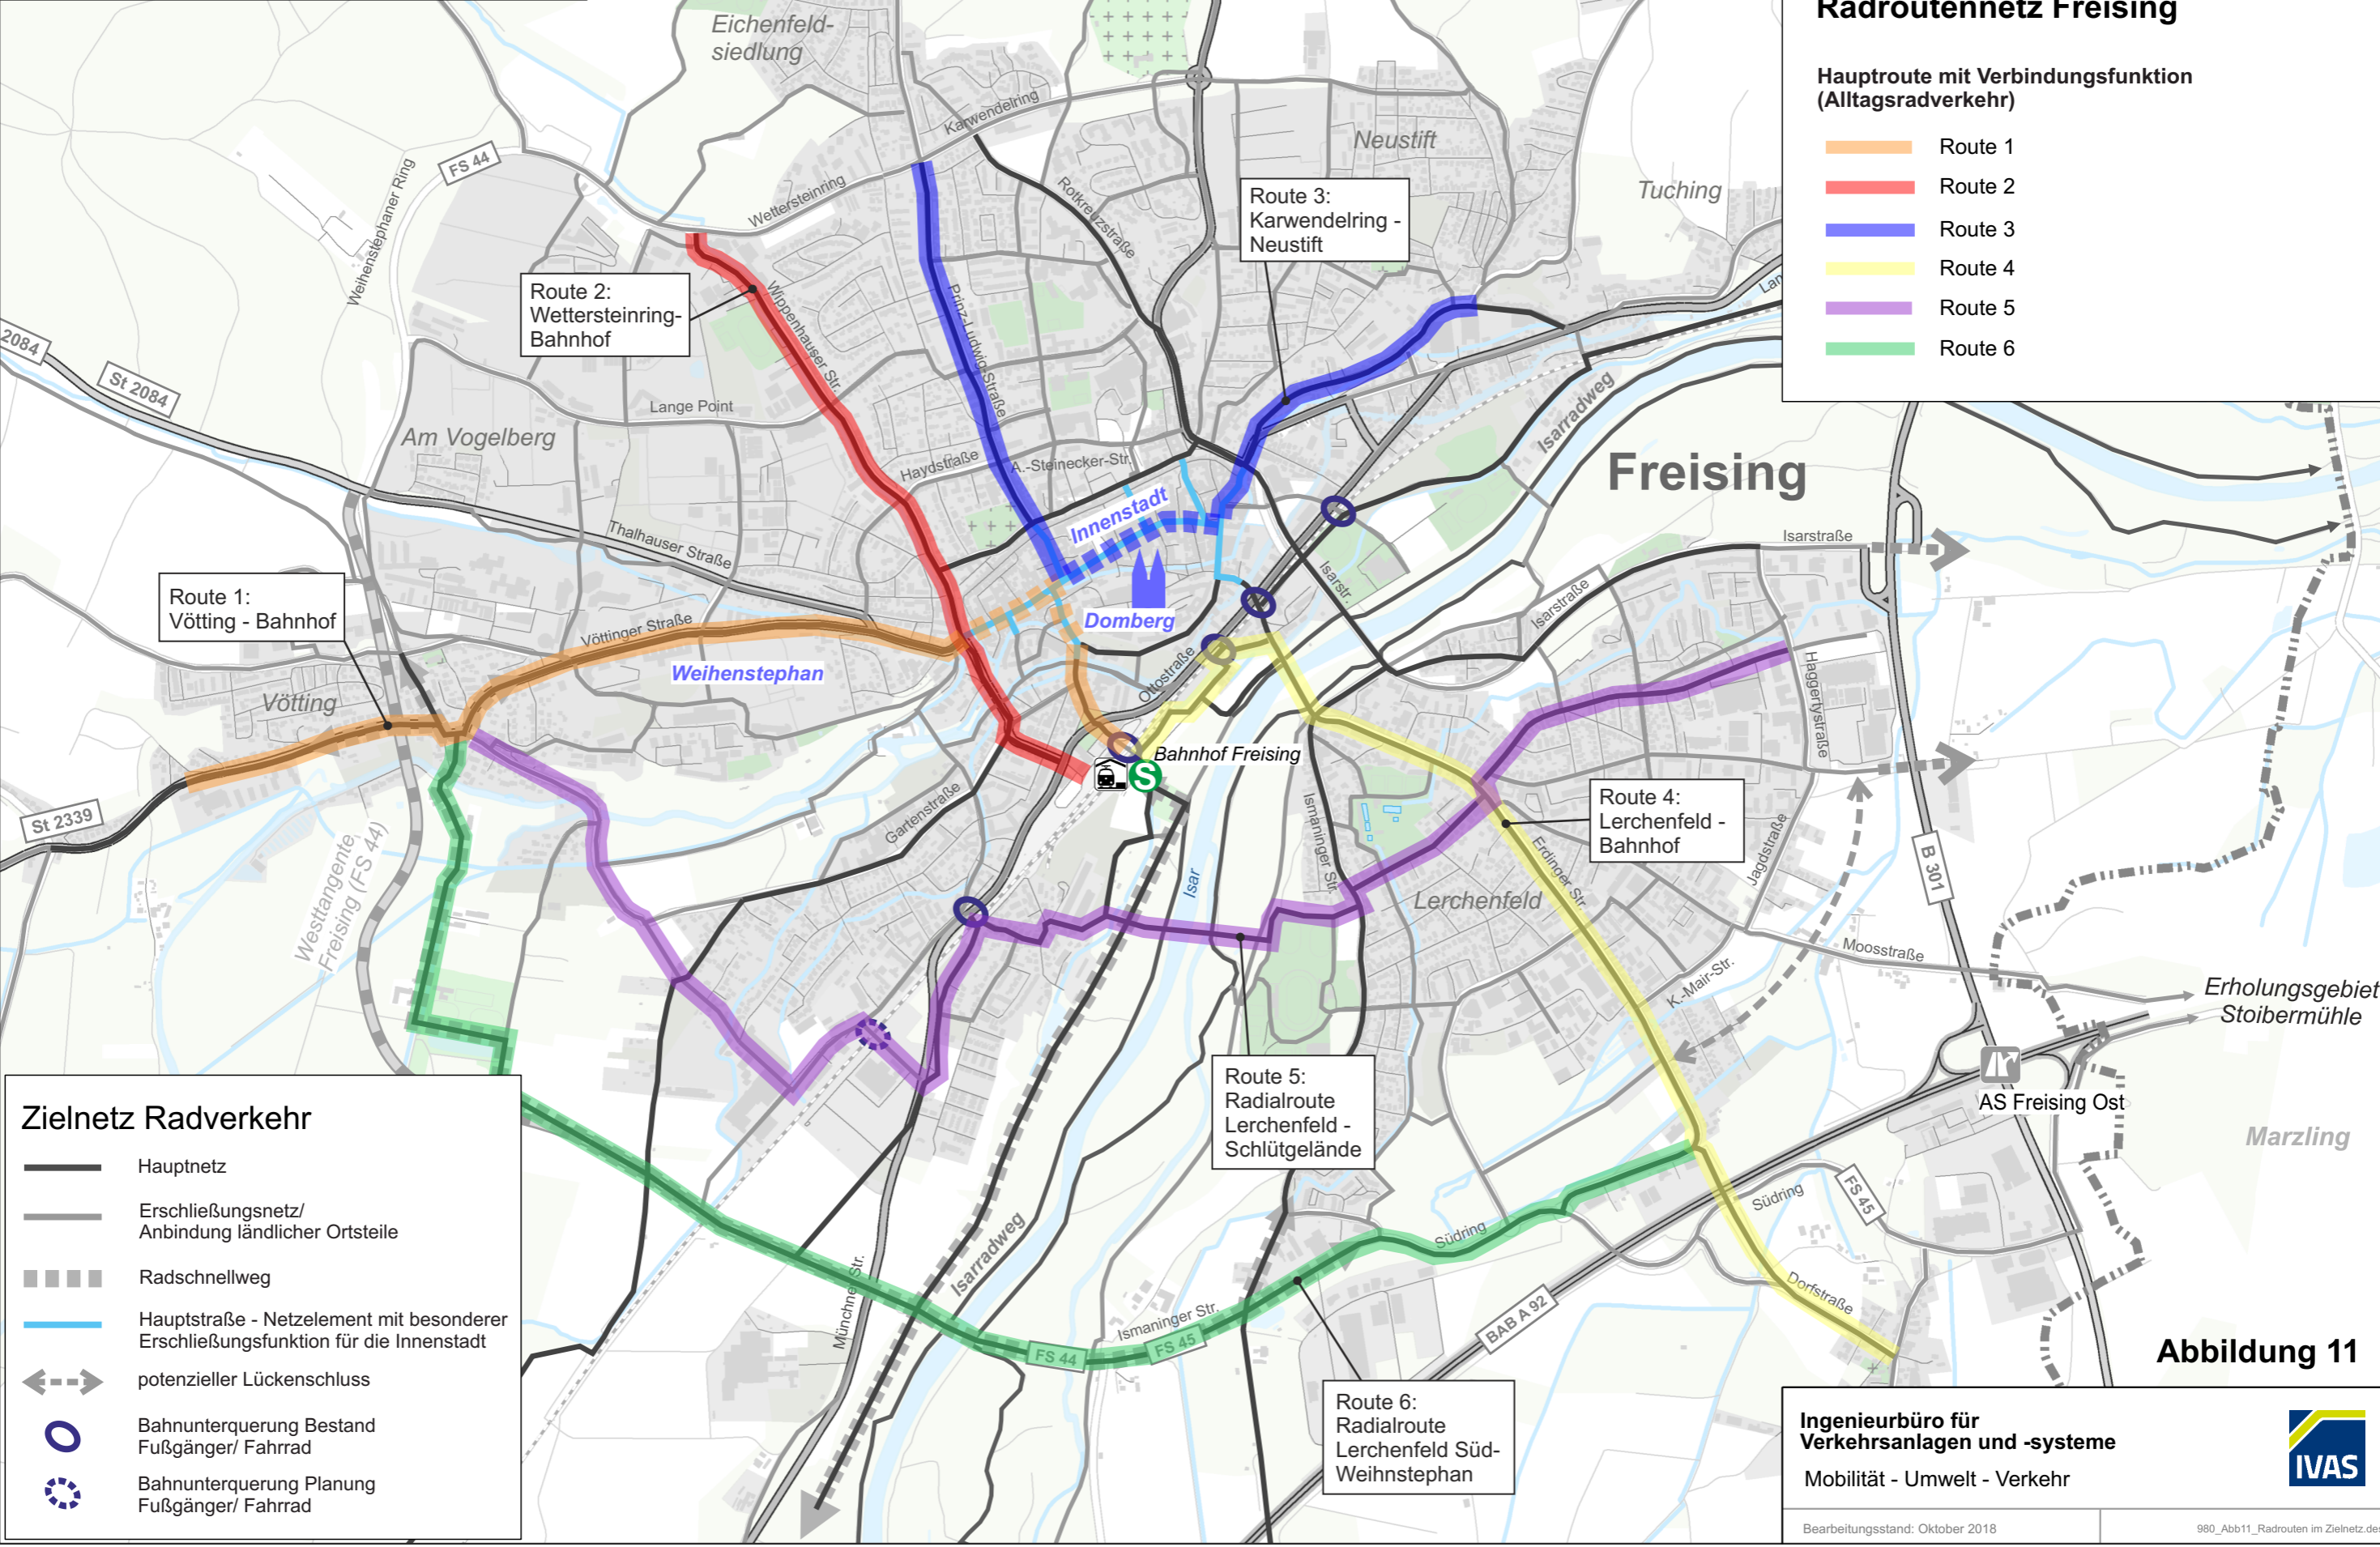 Radroutennetz Freising
Hauptroute mit Verbindungsfunktion
(Alltagsradverkehr)
Route 1
Route 2
Route 3
Route 4
Route 5
Route 6
Eichenfeld-
siedlung
Karwendelring
Neustift
Tuching
FS 44
Weihenstephaner Ring
Wettersteinring
Rotkreuzstraße
Route 3:
Karwendelring -
Neustift
Route 2:
Wettersteinring-
Bahnhof
Wippenhauser Str.
Prinz-Ludwig-Straße
2084
St 2084
Lange Point
Am Vogelberg
Haydstraße
A.-Steinecker-Str.
Isarradweg
Freising
Innenstadt
Thalhauser Straße
Isarstraße
Isarstr.
Isarstraße
Route 1:
Vötting - Bahnhof
Vöttinger Straße
Domberg
Weihenstephan
Ottostraße
Vötting
Haggertystraße
Bahnhof Freising
S
St 2339
Gartenstraße
Ismaninger Str.
Route 4:
Lerchenfeld -
Bahnhof
Erdinger Str.
Jagdstraße
B 301
Westtangente
Freising (FS 44)
Isar
Lerchenfeld
Moosstraße
K.-Mair-Str.
Erholungsgebiet
Stoibermühle
Route 5:
Radialroute
Lerchenfeld -
Schlütgelände
AS Freising Ost
Marzling
Zielnetz Radverkehr
Hauptnetz
Erschließungsnetz/
Anbindung ländlicher Ortsteile
Radschnellweg
Hauptstraße - Netzelement mit besonderer
Erschließungsfunktion für die Innenstadt
potenzieller Lückenschluss
Bahnunterquerung Bestand
Fußgänger/ Fahrrad
Bahnunterquerung Planung
Fußgänger/ Fahrrad
Südring
FS 45
Südring
Isarradweg
Münchner Str.
Dorfstraße
Ismaninger Str.
FS 44
FS 45
BAB A 92
Route 6:
Radialroute
Lerchenfeld Süd-
Weihnstephan
Abbildung 11
Ingenieurbüro für
Verkehrsanlagen und -systeme
Mobilität - Umwelt - Verkehr
IVAS
Bearbeitungsstand: Oktober 2018
980_Abb11_Radrouten im Zielnetz.des